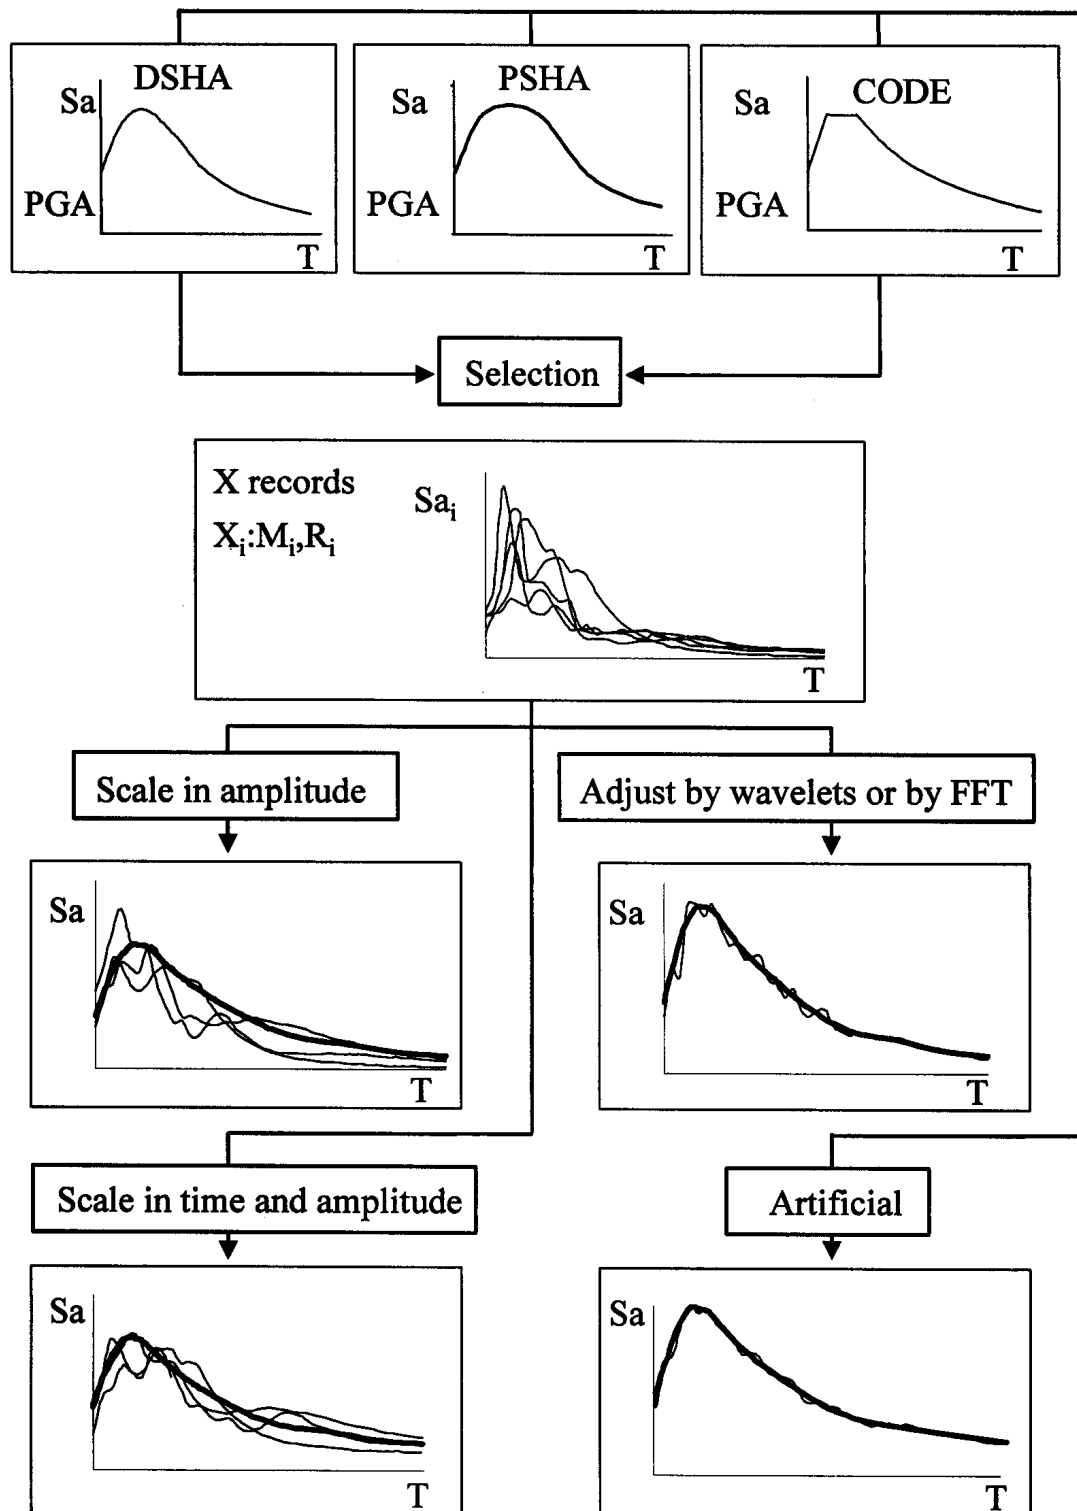 DSHA
Sa
PGA
T
PSHA
Sa
PGA
T
CODE
Sa
PGA
T
Selection
X records
Xi:Mi,Ri
Sai
T
Scale in amplitude
Adjust by wavelets or by FFT
Sa
T
Sa
T
Scale in time and amplitude
Artificial
Sa
T
Sa
T